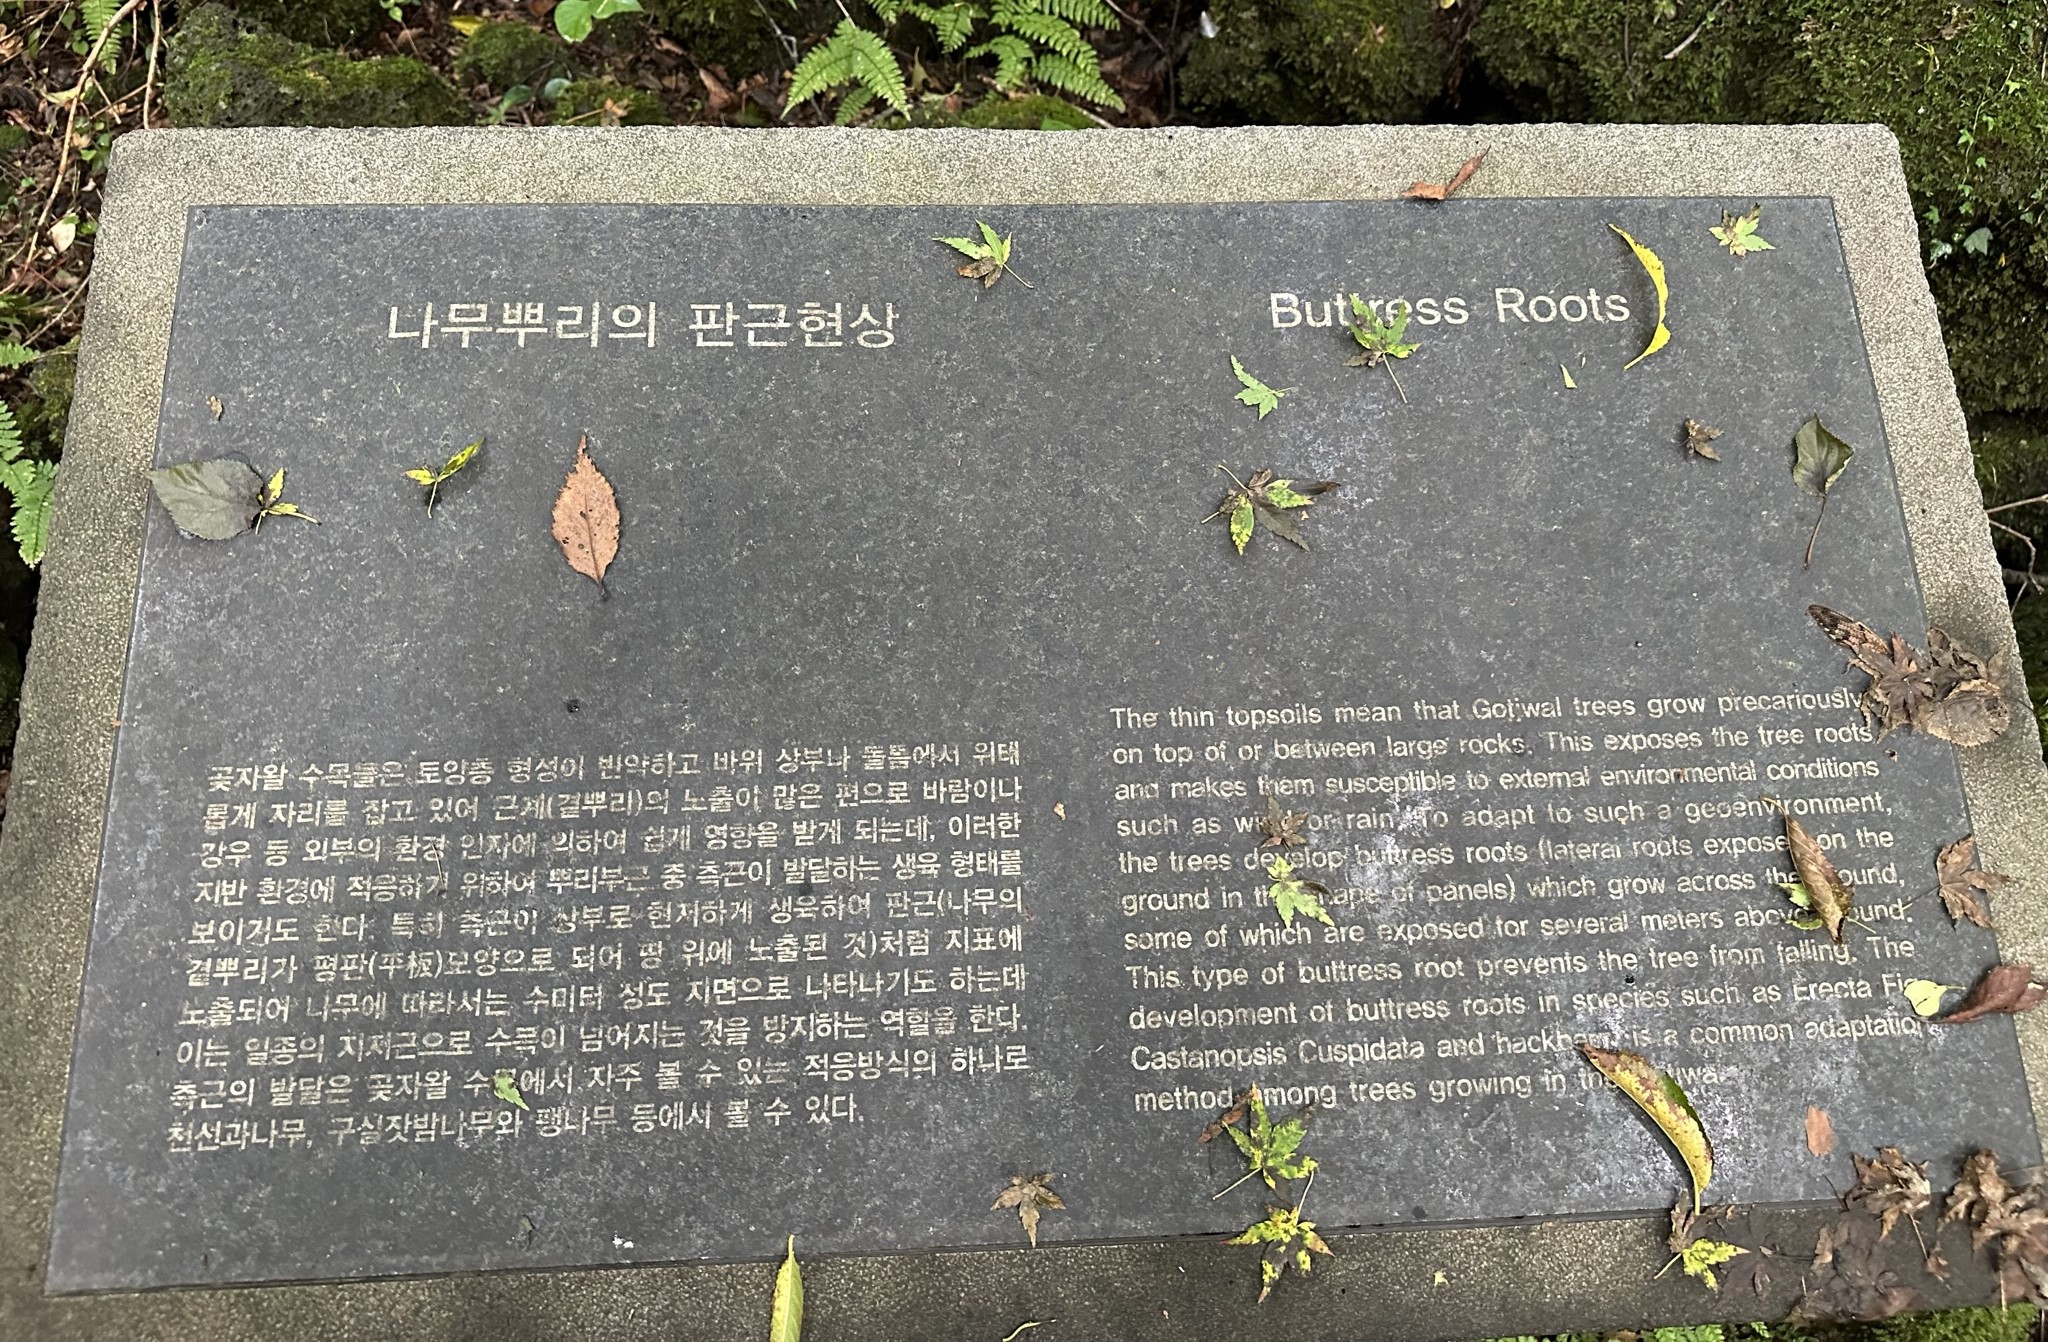 나무뿌리의 판근현상
곶자왈 수목들은 토양층 형성이 빈약하고 바위 상부나 돌틈에서 위태
롭게 자리를 잡고 있어 근계(곁뿌리)의 노출이 많은 편으로 바람이나
강우 등 외부의 환경 인자에 의하여 쉽게 영향을 받게 되는데, 이러한
지반 환경에 적응하기 위하여 뿌리부근 중 측근이 발달하는 생육 형태를
보이기도 한다. 특히 측근이 상부로 현저하게 생육하여 판근(나무의
곁뿌리가 평판(平板)모양으로 되어 땅 위에 노출된 것)처럼 지표에
노출되어 나무에 따라서는 수미터 정도 지면으로 나타나기도 하는데
이는 일종의 지지근으로 수목이 넘어지는 것을 방지하는 역할을 한다.
측근의 발달은 곶자왈 수목에서 자주 볼 수 있는 적응방식의 하나로
천선과나무, 구실잣밤나무와 팽나무 등에서 볼 수 있다.
Buttress Roots
The thin topsoils mean that Gotjwal trees grow precariously
on top of or between large rocks. This exposes the tree roots
and makes them susceptible to external environmental conditions
such as wind or rain. To adapt to such a geoenvironment,
the trees develop buttress roots (lateral roots exposed on the
ground in the shape of panels) which grow across the ground,
some of which are exposed for several meters above ground.
This type of buttress root prevents the tree from falling. The
development of buttress roots in species such as Erecta Fig
Castanopsis Cuspidata and hackberry is a common adaptation
method among trees growing in the